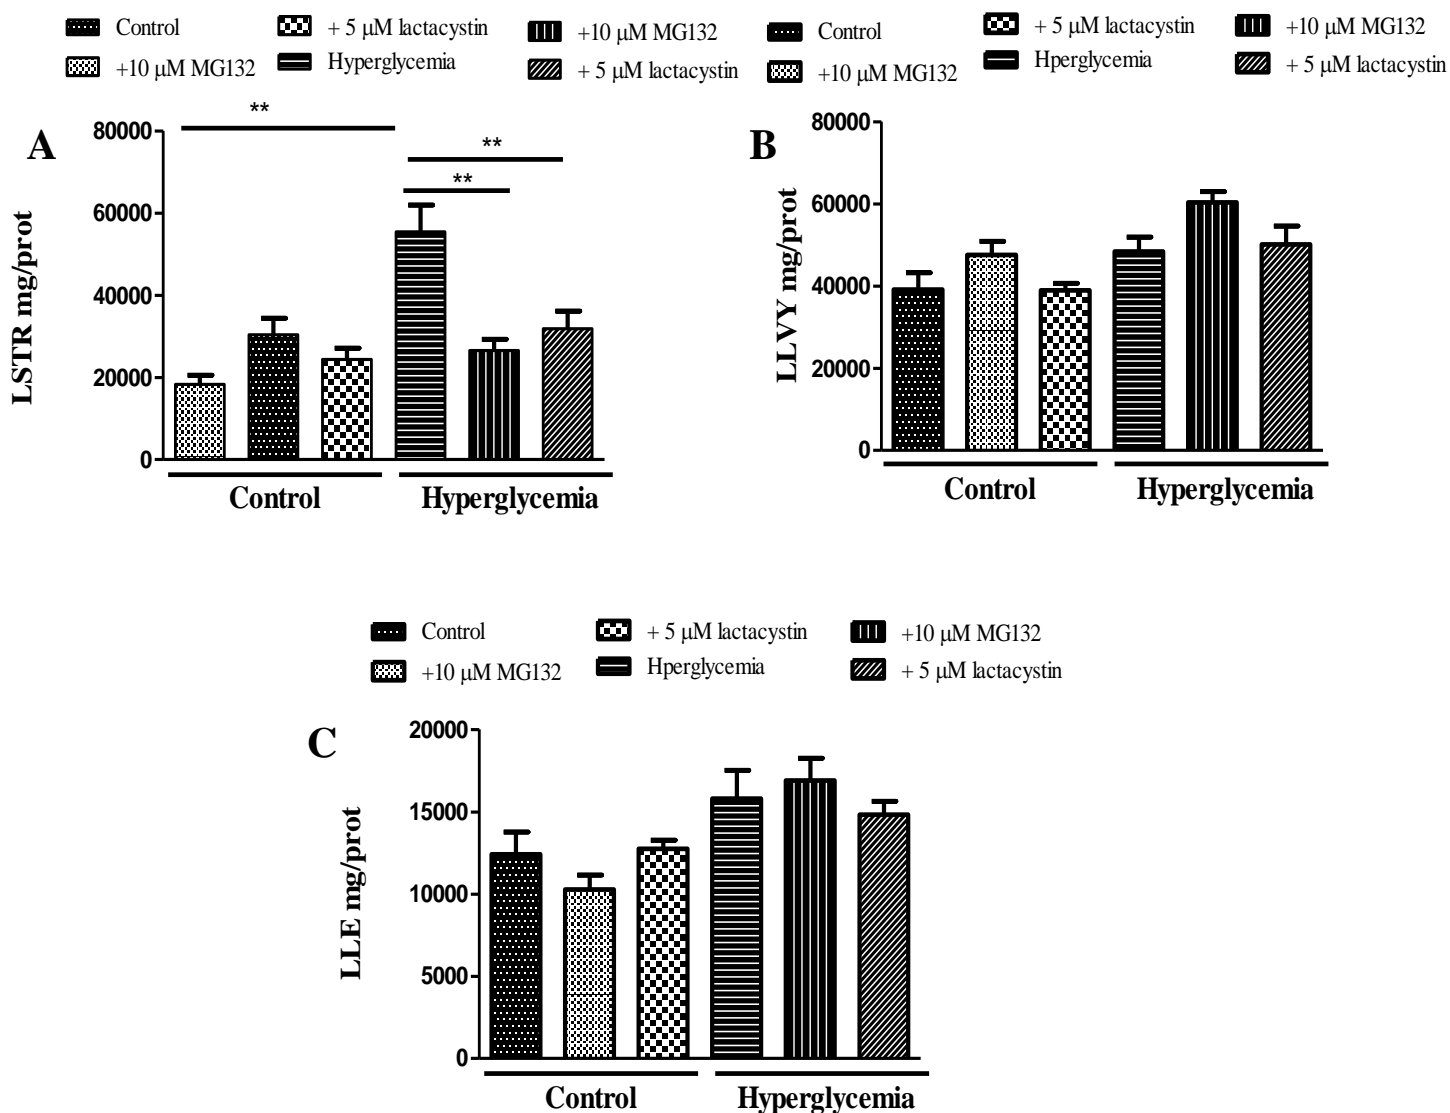 Control
+ 5 μM lactacystin
+10 μM MG132
+10 μM MG132
Hyperglycemia
+ 5 μM lactacystin
Control
+ 5 μM lactacystin
+10 μM MG132
+10 μM MG132
Hperglycemia
+ 5 μM lactacystin
A
LSTR mg/prot
80000
60000
40000
20000
0
**
**
**
Control
Hyperglycemia
B
LLVY mg/prot
80000
60000
40000
20000
0
Control
Hyperglycemia
Control
+ 5 μM lactacystin
+10 μM MG132
+10 μM MG132
Hperglycemia
+ 5 μM lactacystin
C
LLE mg/prot
20000
15000
10000
5000
0
Control
Hyperglycemia